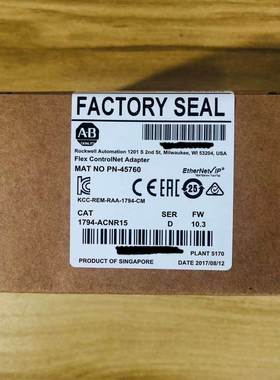 FACTORY SEAL
A-B
Rockwell Automation 1201 S 2nd St, Milwaukee, WI 53204, USA
Flex ControlNet Adapter
MAT NO PN-45760
EtherNet/IP
EAC
25
KCC-REM-RAA-1794-CM
CAT SER FW
1794-ACNR15 D 10.3
PLANT 5170
PRODUCT OF SINGAPORE DATE 2017/08/12